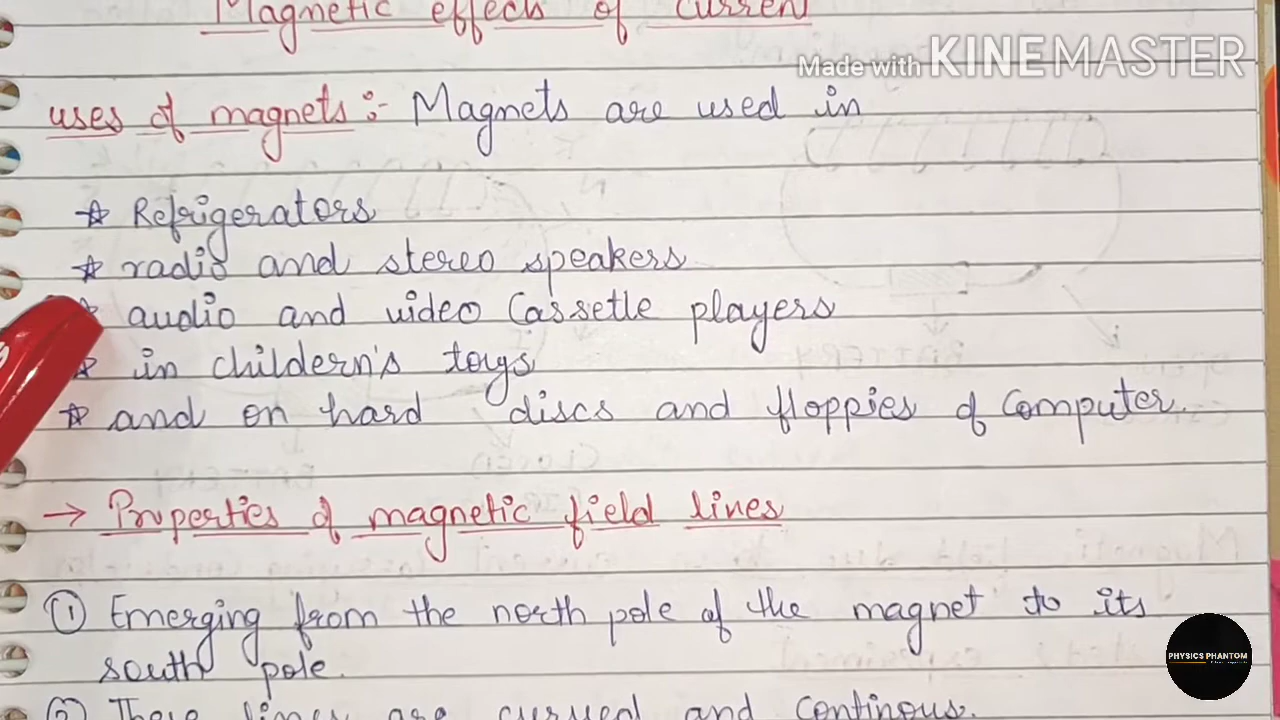 Magnetic effects of current
Made with KINEMASTER
uses of magnets :- Magnets are used in
☆ Refrigerators
☆ radio and stereo speakers
☆ audio and video Cassetle players
☆ in childern's toys
☆ and on hard discs and floppies of Computer.
→ Properties of magnetic field lines
① Emerging from the north pole of the magnet to its
south pole.
PHYSICS PHANTOM
② These lines are curved and continous.